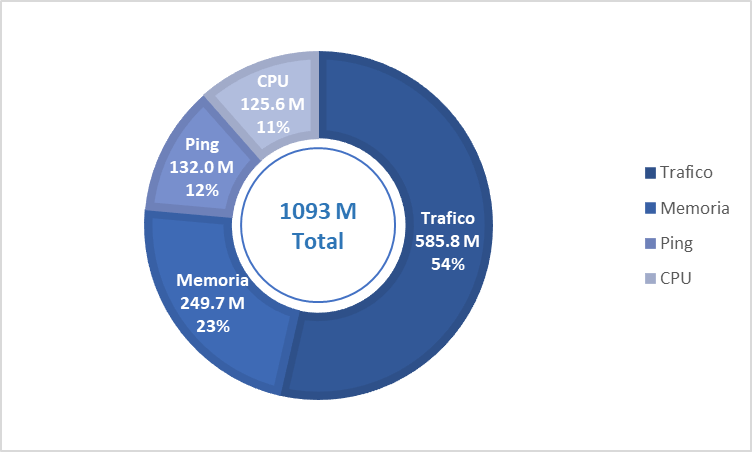 CPU
125.6 M
11%
Ping
132.0 M
12%
1093 M
Total
Trafico
585.8 M
54%
Memoria
249.7 M
23%
Trafico
Memoria
Ping
CPU